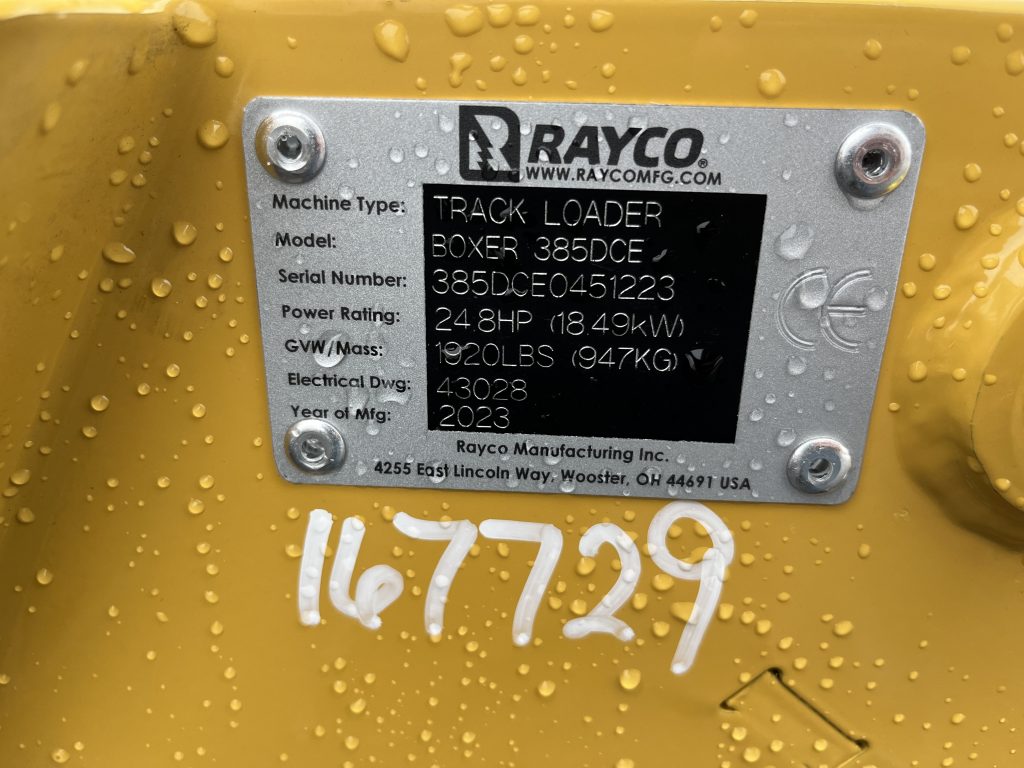 RAYCO®
WWW.RAYCOMFG.COM
Machine Type: TRACK LOADER
Model: BOXER 385DCE
Serial Number: 385DCE0451223
Power Rating: 24.8HP (18.49kW)
GVW/Mass: 1920LBS (947KG)
Electrical Dwg: 43028
Year of Mfg: 2023
CE
Rayco Manufacturing Inc.
4255 East Lincoln Way, Wooster, OH 44691 USA
167729